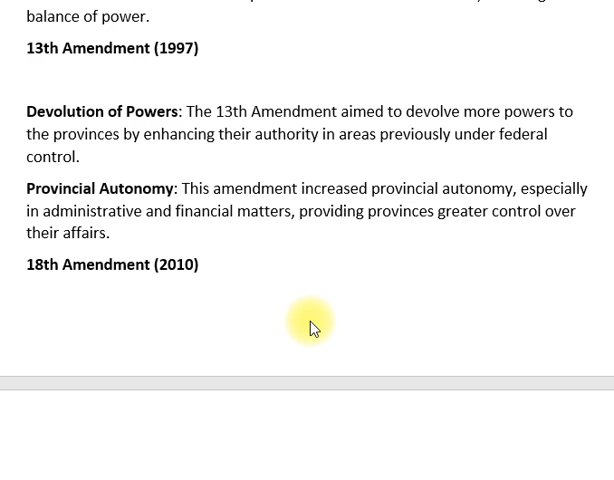 balance of power.
13th Amendment (1997)
Devolution of Powers: The 13th Amendment aimed to devolve more powers to
the provinces by enhancing their authority in areas previously under federal
control.
Provincial Autonomy: This amendment increased provincial autonomy, especially
in administrative and financial matters, providing provinces greater control over
their affairs.
18th Amendment (2010)